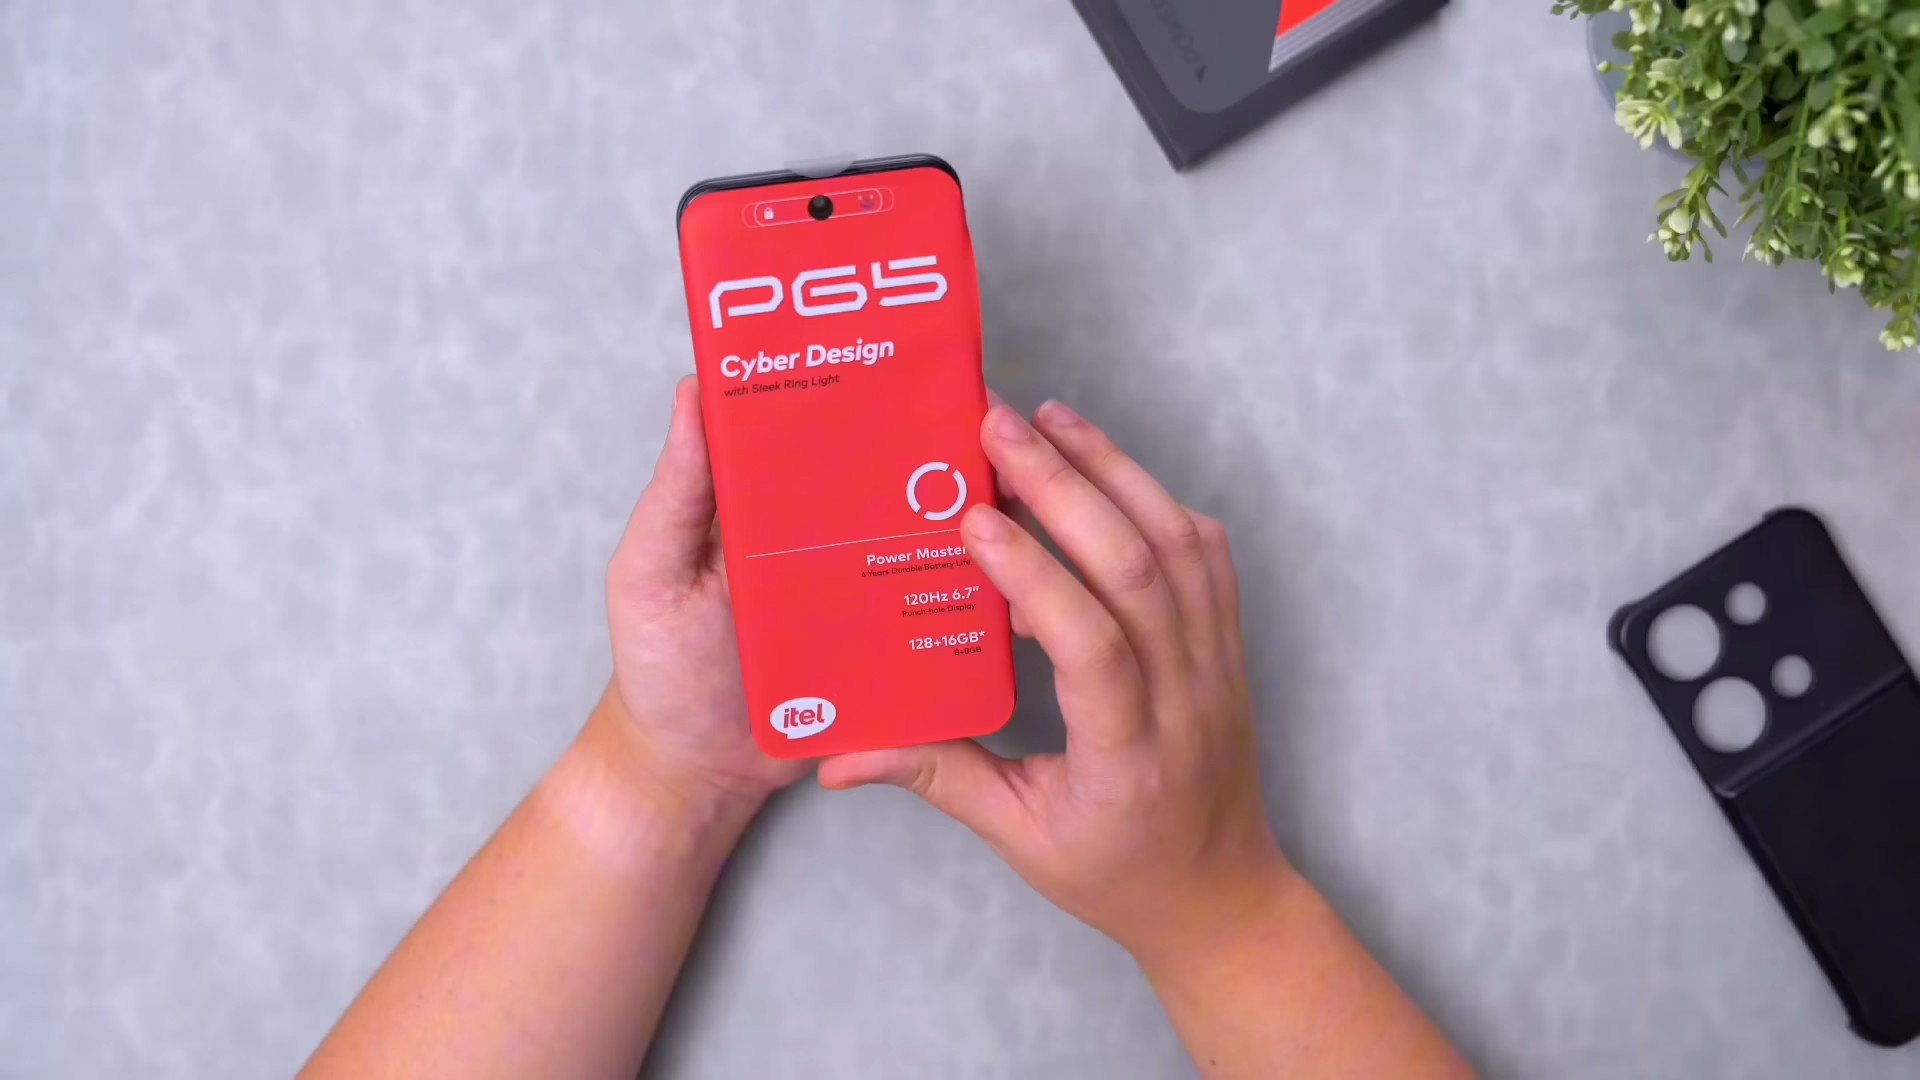 P65
Cyber Design
with Sleek Ring Light
Power Master
4 Years Durable Battery Life
120Hz 6.7"
Punch-hole Display
128+16GB*
8+8GB
itel